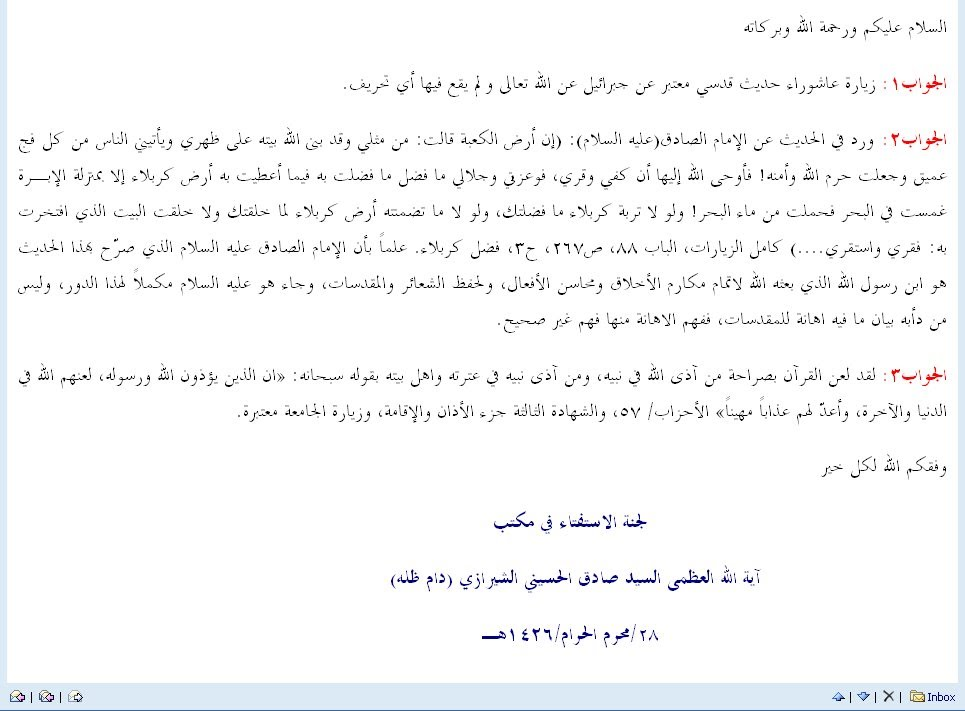 السلام عليكم ورحمة الله وبركاته
الجواب١: زيارة عاشوراء حديث قدسي معتبر عن جبرائيل عن الله تعالى و لم يقع فيها أي تحريف.
الجواب٢: ورد في الحديث عن الإمام الصادق(عليه السلام): (إن أرض الكعبة قالت: من مثلي وقد بنى الله بيته على ظهري ويأتيني الناس من كل فج
عميق وجعلت حرم الله وأمنه! فأوحى الله إليها أن كفي وقري، فوعزتي وجلالي ما فضل ما فضلت به فيما أعطيت به أرض كربلاء إلا بمنزلة الإبـــرة
غمست في البحر فحملت من ماء البحر! ولو لا تربة كربلاء ما فضلتك، ولو لا ما تضمنته أرض كربلاء لما خلقتك ولا خلقت البيت الذي افتخرت
به: فقري واستقري....) كامل الزيارات، الباب ٨٨، ص٢٦٧، ح٣، فضل كربلاء. علماً بأن الإمام الصادق عليه السلام الذي صرّح بهذا الحديث
هو ابن رسول الله الذي بعثه الله لاتمام مكارم الأخلاق ومحاسن الأفعال، ولحفظ الشعائر والمقدسات، وجاء هو عليه السلام مكملاً لهذا الدور، وليس
من دأبه بيان ما فيه اهانة للمقدسات، ففهم الاهانة منها فهم غير صحيح.
الجواب٣: لقد لعن القرآن بصراحة من آذى الله في نبيه، ومن آذى نبيه في عترته واهل بيته بقوله سبحانه: «ان الذين يؤذون الله ورسوله، لعنهم الله في
الدنيا والآخرة، وأعدّ لهم عذاباً مهيناً» الأحزاب/ ٥٧، والشهادة الثالثة جزء الأذان والإقامة، وزيارة الجامعة معتبرة.
وفقكم الله لكل خير
لجنة الاستفتاء في مكتب
آية الله العظمى السيد صادق الحسيني الشيرازي (دام ظله)
٢٨/محرم الحرام/١٤٢٦هـــ
Inbox